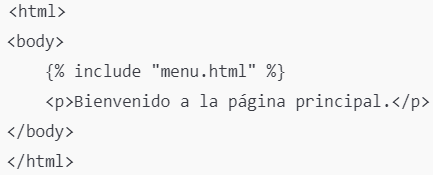 <html>
<body>
    {% include "menu.html" %}
    <p>Bienvenido a la página principal.</p>
</body>
</html>